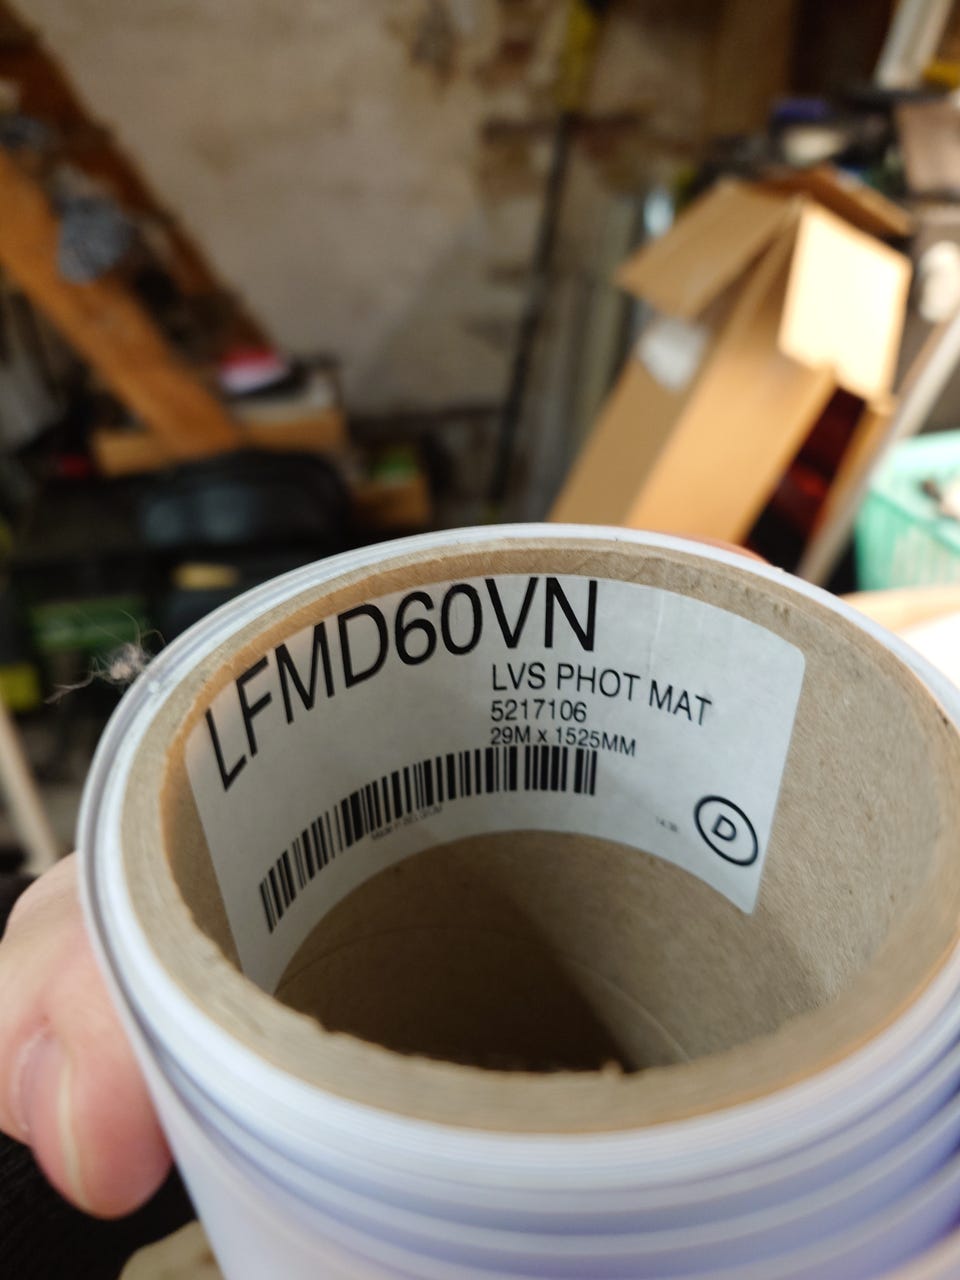 LFMD60VN
LVS PHOT MAT
5217106
29M x 1525MM
D